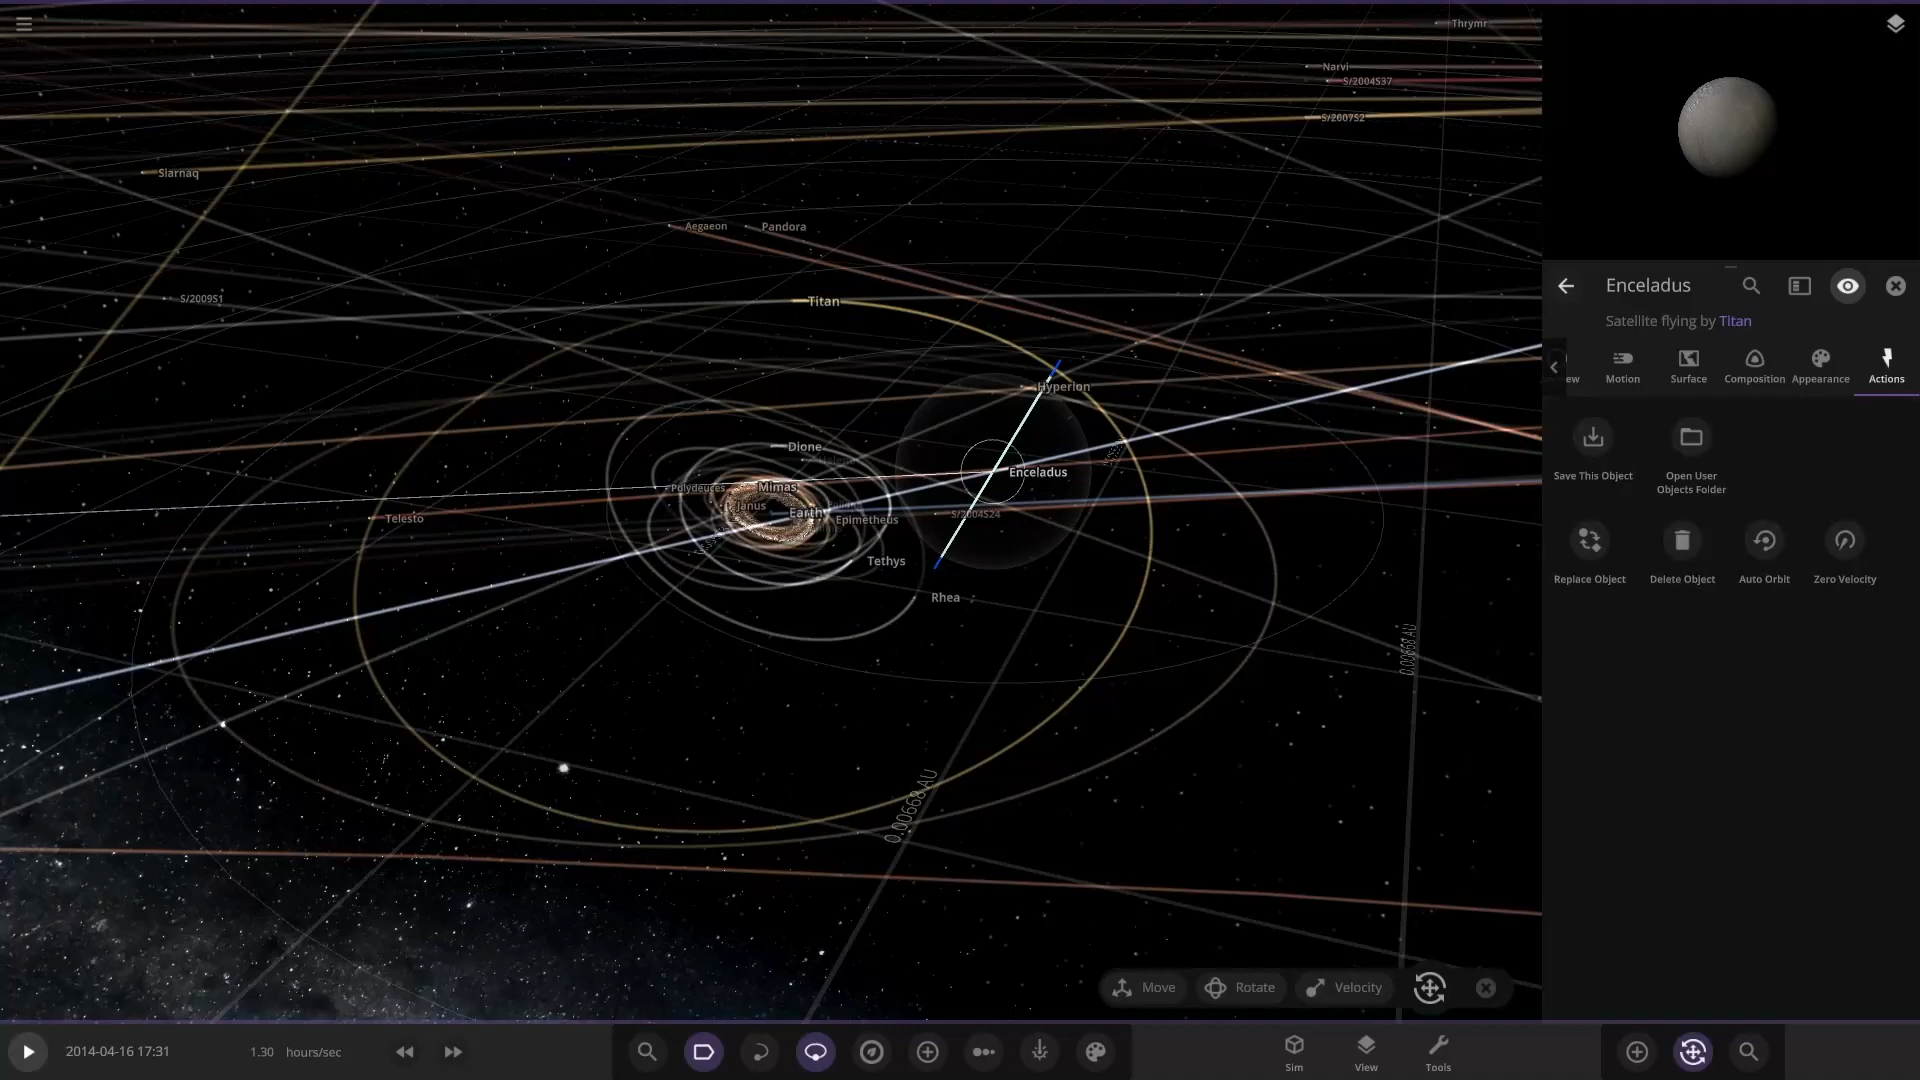 Thrymr
Narvi
S/2004S37
S/2007S2
Siarnaq
Aegaeon
Pandora
S/2009S1
Titan
Hyperion
Dione
Enceladus
Polydeuces
Mimas
Janus
Earth
Epimetheus
S/2004S24
Telesto
Tethys
Rhea
0.00668 AU
0.00668 AU
Enceladus
Satellite flying by Titan
ew
Motion
Surface
Composition
Appearance
Actions
Save This Object
Open User
Objects Folder
Replace Object
Delete Object
Auto Orbit
Zero Velocity
Move
Rotate
Velocity
2014-04-16 17:31
1.30 hours/sec
Sim
View
Tools